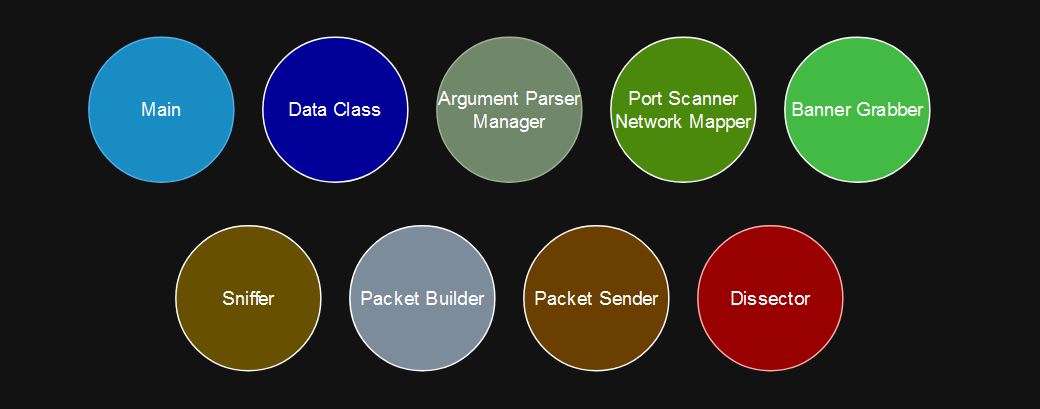 Main
Data Class
Argument Parser
Manager
Port Scanner
Network Mapper
Banner Grabber
Sniffer
Packet Builder
Packet Sender
Dissector